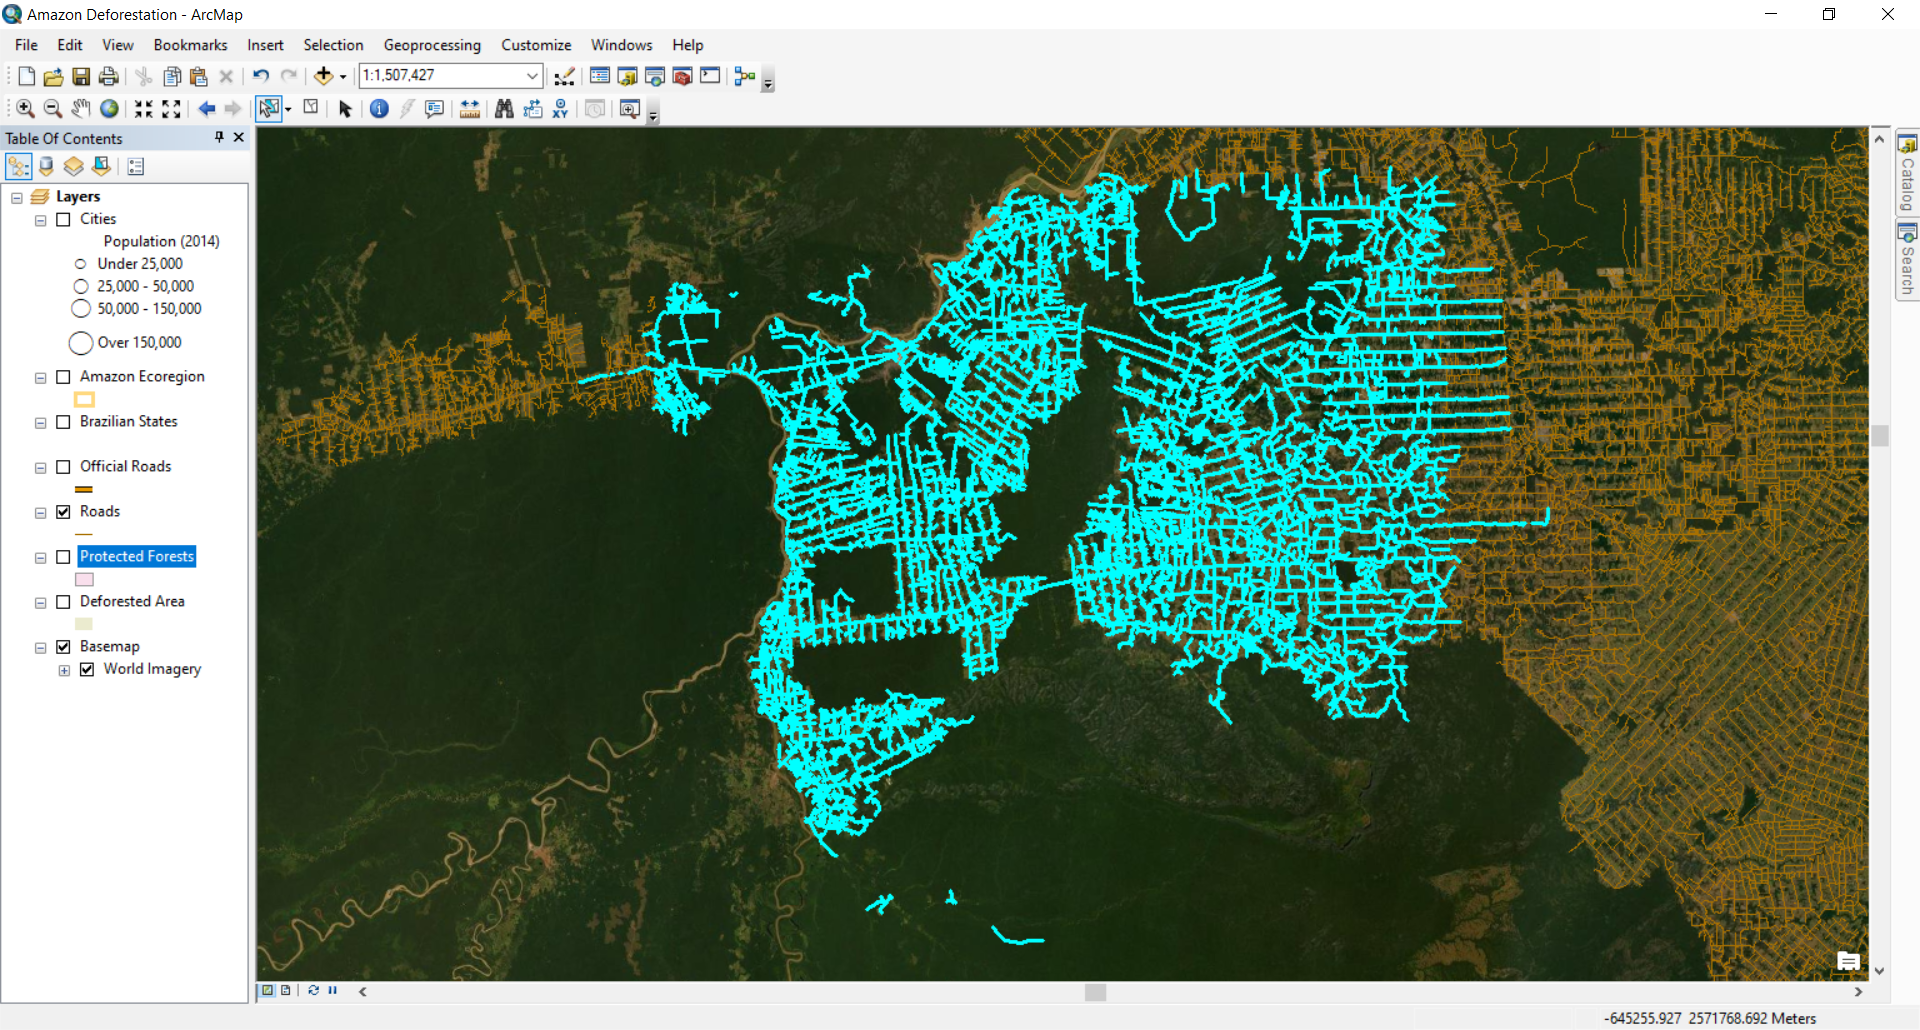 Amazon Deforestation - ArcMap
File Edit View Bookmarks Insert Selection Geoprocessing Customize Windows Help
1:1,507,427
XY
Table Of Contents
Layers
Cities
Population (2014)
Under 25,000
25,000 - 50,000
50,000 - 150,000
Over 150,000
Amazon Ecoregion
Brazilian States
Official Roads
Roads
Protected Forests
Deforested Area
Basemap
World Imagery
Catalog
Search
-645255.927 2571768.692 Meters